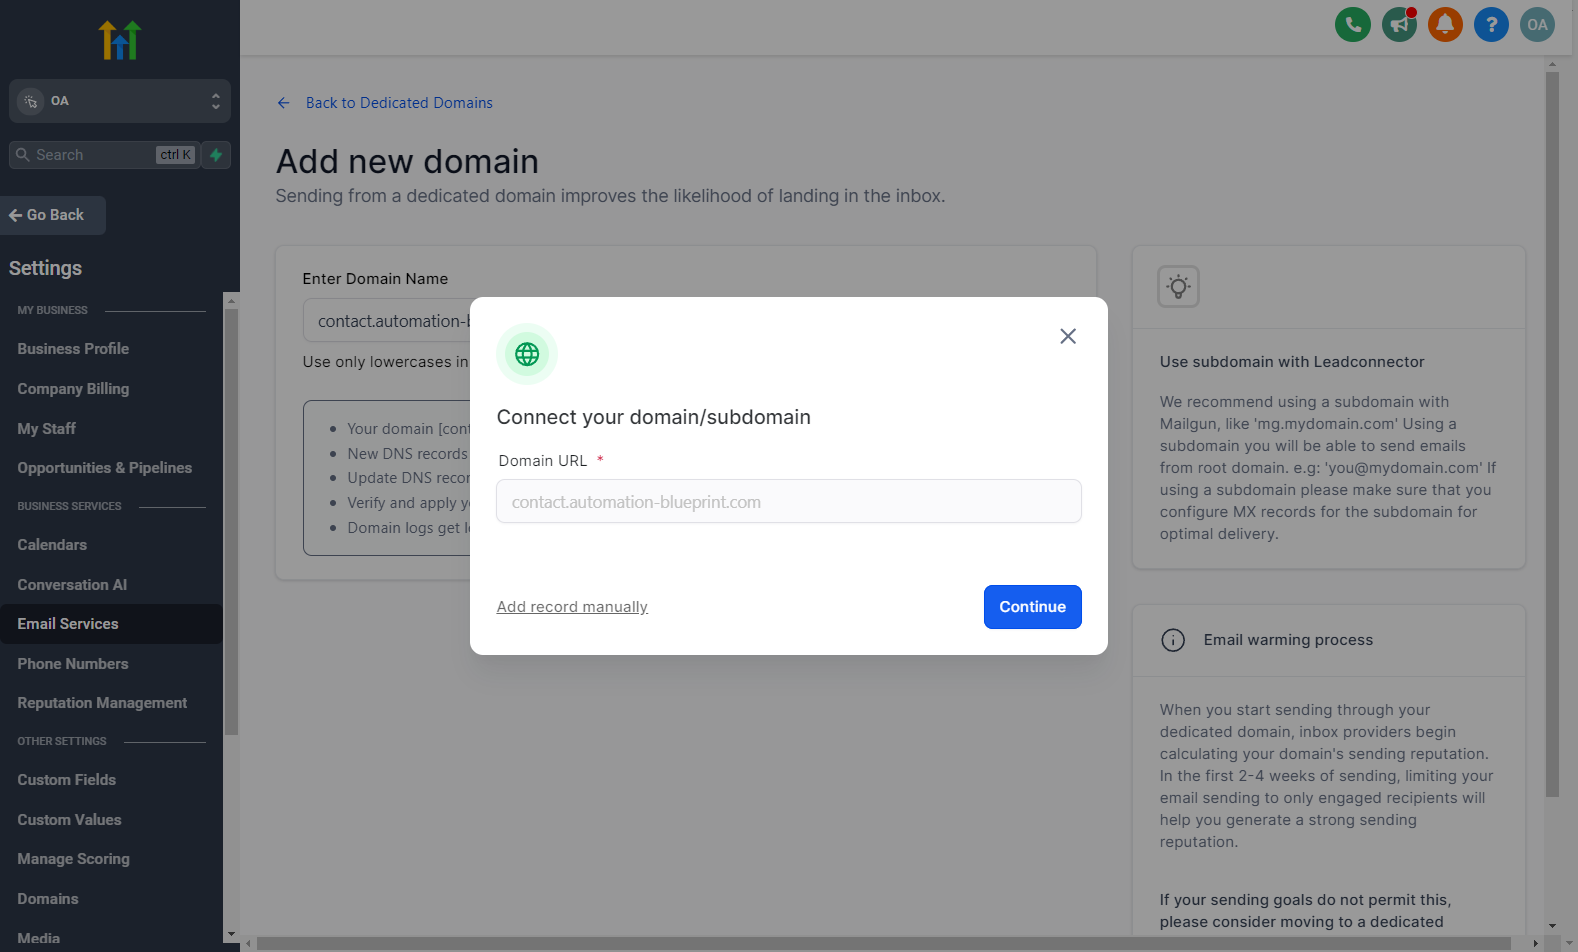 OA
OA
Search
ctrl K
Go Back
Settings
MY BUSINESS
Business Profile
Company Billing
My Staff
Opportunities & Pipelines
BUSINESS SERVICES
Calendars
Conversation AI
Email Services
Phone Numbers
Reputation Management
OTHER SETTINGS
Custom Fields
Custom Values
Manage Scoring
Domains
Media
Back to Dedicated Domains
Add new domain
Sending from a dedicated domain improves the likelihood of landing in the inbox.
Enter Domain Name
contact.automation-b
Use only lowercases in
Your domain [cont
New DNS records
Update DNS recor
Verify and apply y
Domain logs get l
Connect your domain/subdomain
Domain URL *
contact.automation-blueprint.com
Add record manually
Continue
Use subdomain with Leadconnector
We recommend using a subdomain with
Mailgun, like 'mg.mydomain.com' Using a
subdomain you will be able to send emails
from root domain. e.g: 'you@mydomain.com' If
using a subdomain please make sure that you
configure MX records for the subdomain for
optimal delivery.
Email warming process
When you start sending through your
dedicated domain, inbox providers begin
calculating your domain's sending reputation.
In the first 2-4 weeks of sending, limiting your
email sending to only engaged recipients will
help you generate a strong sending
reputation.
If your sending goals do not permit this,
please consider moving to a dedicated